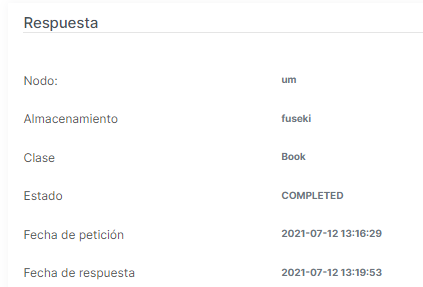 Respuesta
Nodo: um
Almacenamiento fuseki
Clase Book
Estado COMPLETED
Fecha de petición 2021-07-12 13:16:29
Fecha de respuesta 2021-07-12 13:19:53